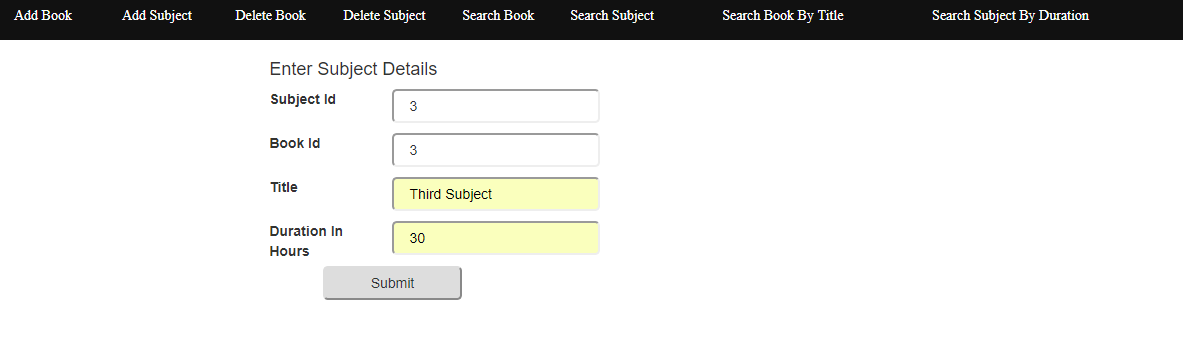 Add Book Add Subject Delete Book Delete Subject Search Book Search Subject Search Book By Title Search Subject By Duration
Enter Subject Details
Subject Id 3
Book Id 3
Title Third Subject
Duration In Hours 30
Submit